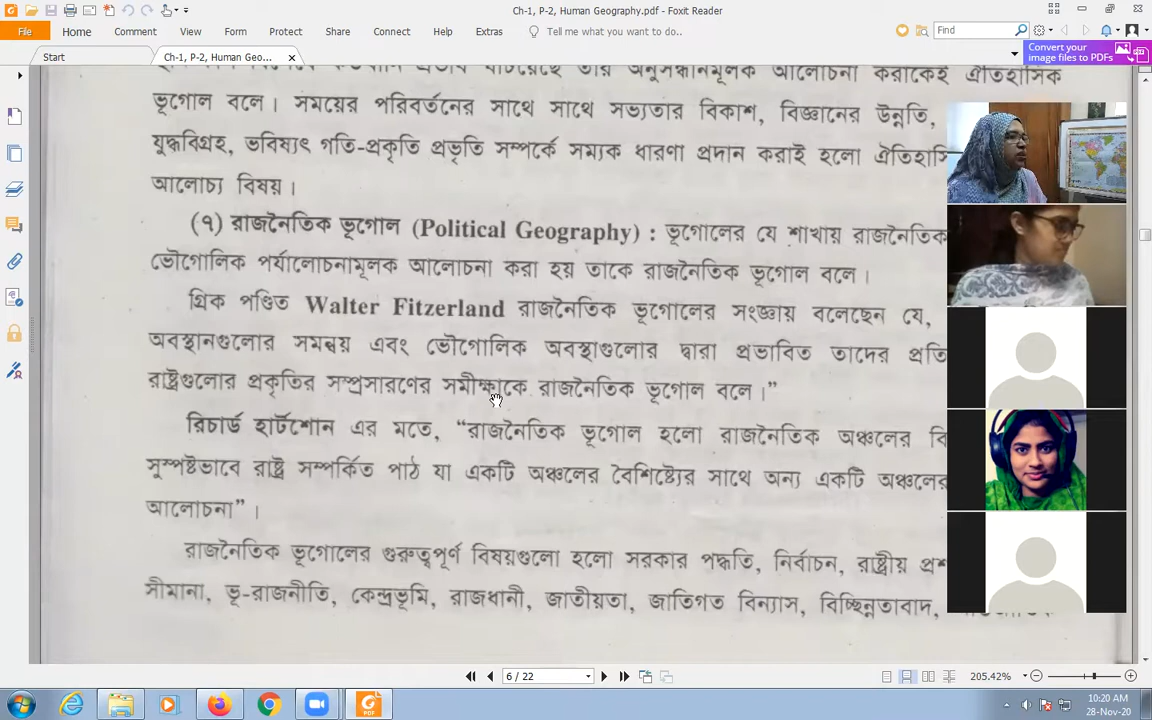 Ch-1, P-2, Human Geography.pdf - Foxit Reader
File Home Comment View Form Protect Share Connect Help Extras Tell me what you want to do.. Find
Start Ch-1, P-2, Human Geo...
Convert your
image files to PDFs
অনুসন্ধানমূলক আলোচনা করাকেই ঐতিহাসিক
ভূগোল বলে। সময়ের পরিবর্তনের সাথে সাথে সভ্যতার বিকাশ, বিজ্ঞানের উন্নতি,
যুদ্ধবিগ্রহ, ভবিষ্যৎ গতি-প্রকৃতি প্রভৃতি সম্পর্কে সম্যক ধারণা প্রদান করাই হলো
আলোচ্য বিষয়।
(৭) রাজনৈতিক ভূগোল (Political Geography) : ভূগোলের যে শাখায় রাজনৈতিক
ভৌগোলিক পর্যালোচনামূলক আলোচনা করা হয় তাকে রাজনৈতিক ভূগোল বলে।
গ্রিক পণ্ডিত Walter Fitzerland রাজনৈতিক ভূগোলের সংজ্ঞায় বলেছেন যে,
অবস্থানগুলোর সমন্বয় এবং ভৌগোলিক অবস্থাগুলোর দ্বারা প্রভাবিত তাদের
রাষ্ট্রগুলোর প্রকৃতির সম্প্রসারণের সমীক্ষাকে রাজনৈতিক ভূগোল বলে।”
রিচার্ড হার্টশোন এর মতে, “রাজনৈতিক ভূগোল হলো রাজনৈতিক অঞ্চলের
সুস্পষ্টভাবে রাষ্ট্র সম্পর্কিত পাঠ যা একটি অঞ্চলের বৈশিষ্ট্যের সাথে অন্য একটি অঞ্চলের
আলোচনা”।
রাজনৈতিক ভূগোলের গুরুত্বপূর্ণ বিষয়গুলো হলো সরকার পদ্ধতি, নির্বাচন, রাষ্ট্রীয়
সীমানা, ভূ-রাজনীতি, কেন্দ্রভূমি, রাজধানী, জাতীয়তা, জাতিগত বিন্যাস, বিচ্ছিন্নতাবাদ,
6 / 22 205.42%
10:20 AM
28-Nov-20